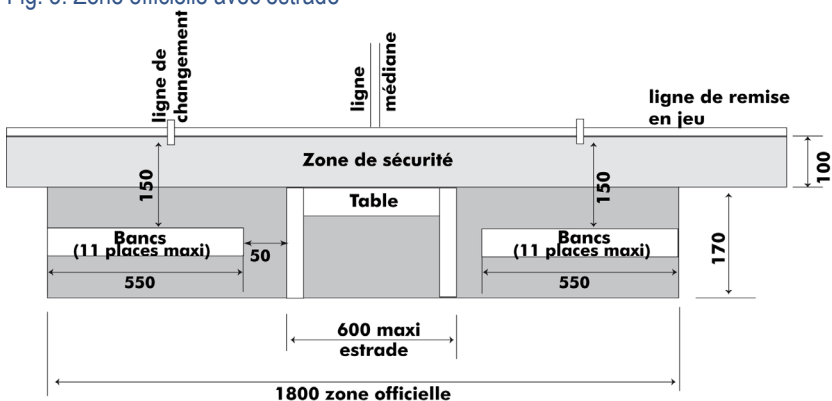 Fig. 5: Zone officielle avec estrade
ligne de
changement
ligne
médiane
ligne de remise
en jeu
Zone de sécurité
100
150
150
Table
Bancs
(11 places maxi)
50
Bancs
(11 places maxi)
170
550
550
600 maxi
estrade
1800 zone officielle